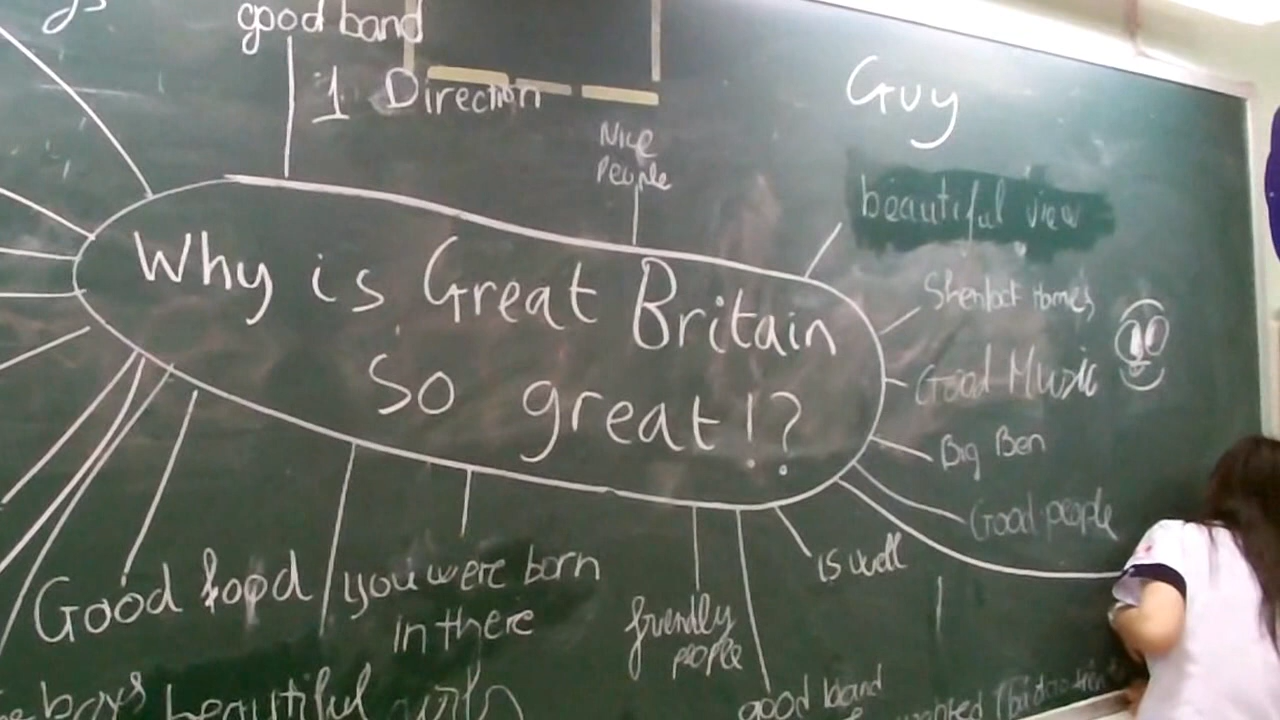 good band
1 Direction
Guy
Nice
People
beautiful view
Why is Great Britain
so great!?
Sherlock Homes
Good Music
Big Ben
Good people
is well
Good food
you were born
in there
friendly
people
good band
boys beautiful girls